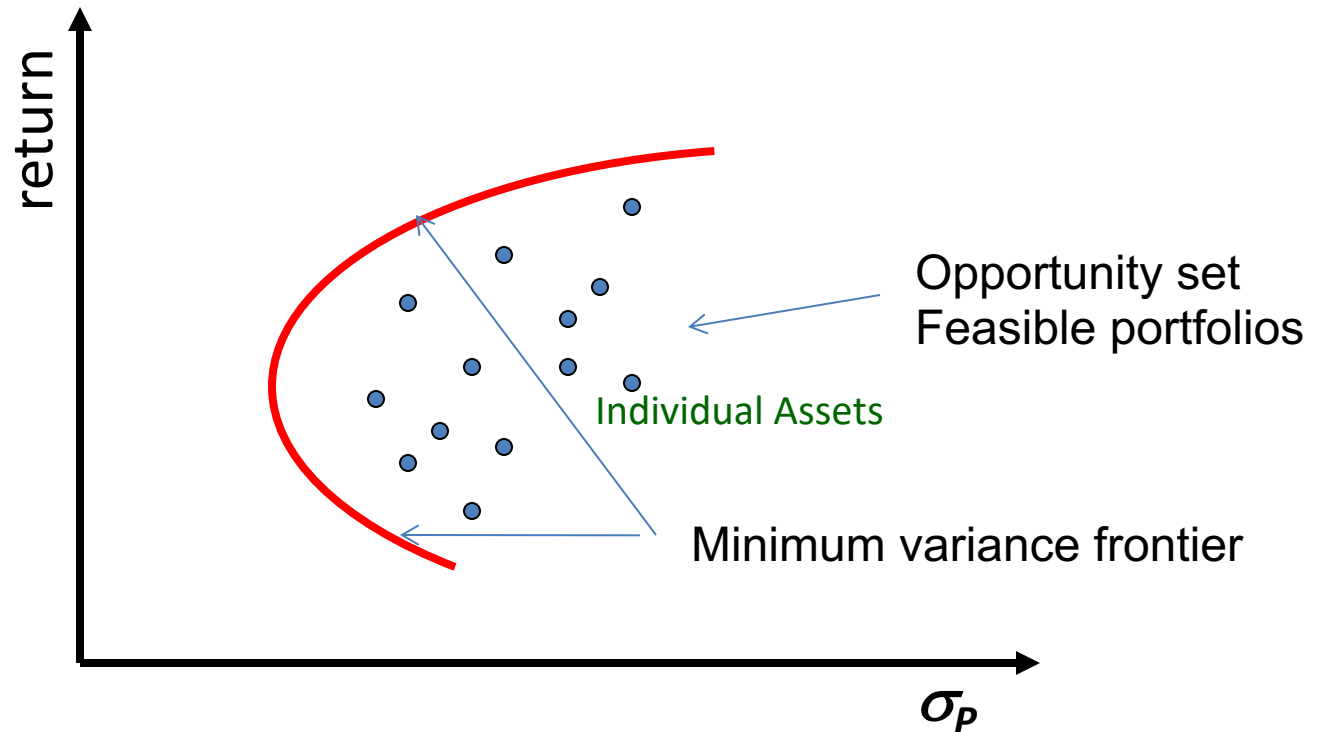 return
Opportunity set
Feasible portfolios
Individual Assets
Minimum variance frontier
σP